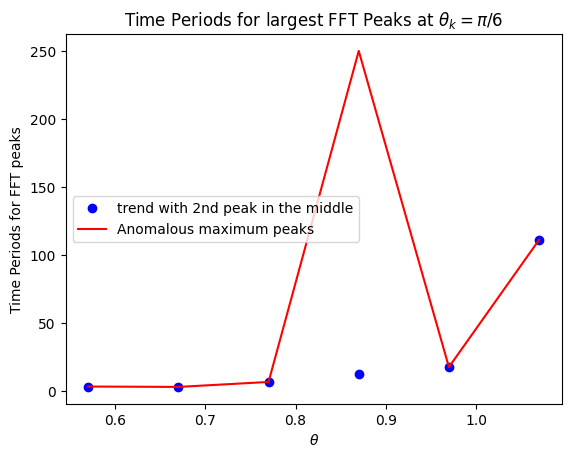 Time Periods for largest FFT Peaks at $\theta_k = \pi/6$
Time Periods for FFT peaks
250
200
150
100
50
0
trend with 2nd peak in the middle
Anomalous maximum peaks
0.6
0.7
0.8
0.9
1.0
θ